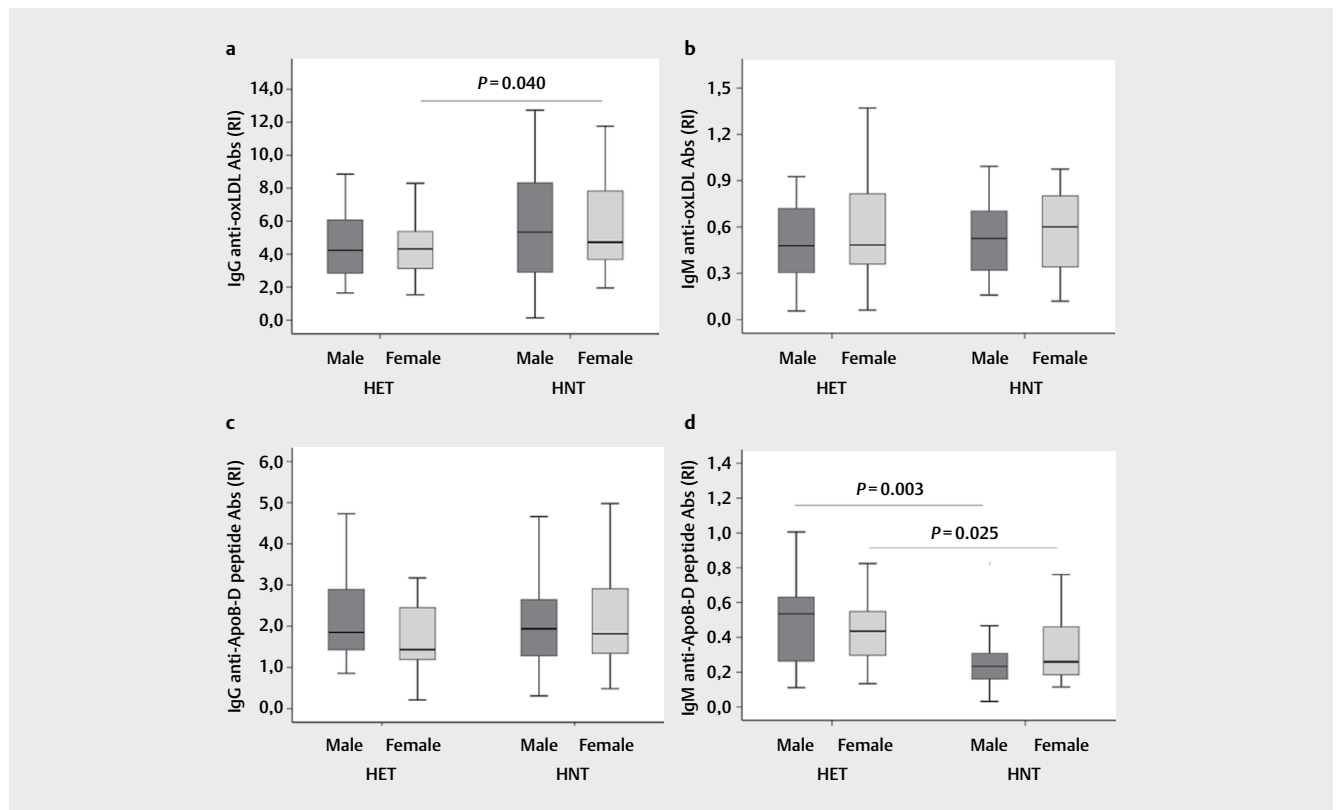 a
IgG anti-oxLDL Abs (RI)
14,0
12,0
10,0
8,0
6,0
4,0
2,0
0,0
P = 0.040
Male Female Male Female
HET HNT
b
IgM anti-oxLDL Abs (RI)
1,5
1,2
0,9
0,6
0,3
0,0
Male Female Male Female
HET HNT
c
IgG anti-ApoB-D peptide Abs (RI)
6,0
5,0
4,0
3,0
2,0
1,0
0,0
Male Female Male Female
HET HNT
d
IgM anti-ApoB-D peptide Abs (RI)
1,4
1,2
1,0
0,8
0,6
0,4
0,2
0,0
P = 0.003
P = 0.025
Male Female Male Female
HET HNT